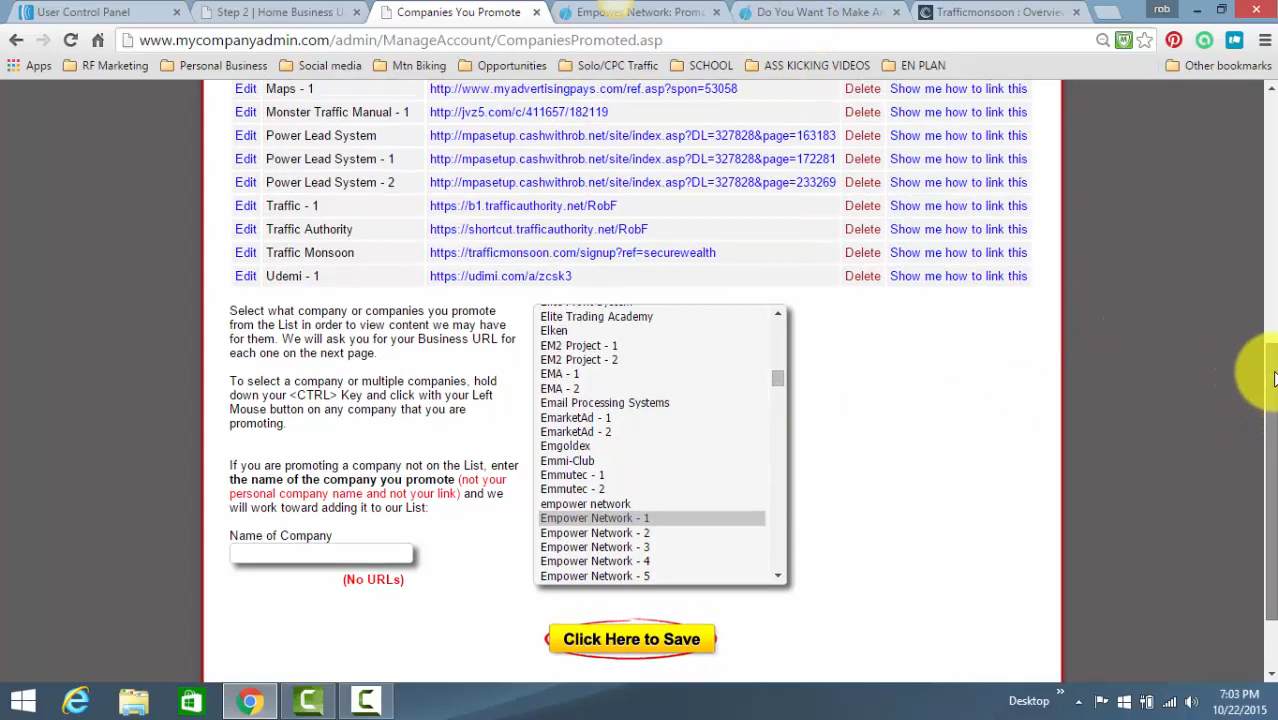 User Control Panel
Step 2 | Home Business U
Companies You Promote
Empower Network: Prom
Do You Want To Make A
Trafficmonsoon : Overvie
rob
www.mycompanyadmin.com/admin/ManageAccount/CompaniesPromoted.asp
Apps RF Marketing Personal Business Social media Mtn Biking Opportunities Solo/CPC Traffic SCHOOL ASS KICKING VIDEOS EN PLAN Other bookmarks
Edit Maps - 1 http://www.myadvertisingpays.com/ref.asp?spon=53058 Delete Show me how to link this
Edit Monster Traffic Manual - 1 http://jvz5.com/c/411657/182119 Delete Show me how to link this
Edit Power Lead System http://mpasetup.cashwithrob.net/site/index.asp?DL=327828&page=163183 Delete Show me how to link this
Edit Power Lead System - 1 http://mpasetup.cashwithrob.net/site/index.asp?DL=327828&page=172281 Delete Show me how to link this
Edit Power Lead System - 2 http://mpasetup.cashwithrob.net/site/index.asp?DL=327828&page=233269 Delete Show me how to link this
Edit Traffic - 1 https://b1.trafficauthority.net/RobF Delete Show me how to link this
Edit Traffic Authority https://shortcut.trafficauthority.net/RobF Delete Show me how to link this
Edit Traffic Monsoon https://trafficmonsoon.com/signup?ref=securewealth Delete Show me how to link this
Edit Udemi - 1 https://udimi.com/a/zcsk3 Delete Show me how to link this
Select what company or companies you promote
from the List in order to view content we may have
for them. We will ask you for your Business URL for
each one on the next page.
To select a company or multiple companies, hold
down your <CTRL> Key and click with your Left
Mouse button on any company that you are
promoting.
If you are promoting a company not on the List, enter
the name of the company you promote (not your
personal company name and not your link) and we
will work toward adding it to our List:
Name of Company
(No URLs)
Elite Trading Academy
Elken
EM2 Project - 1
EM2 Project - 2
EMA - 1
EMA - 2
Email Processing Systems
EmarketAd - 1
EmarketAd - 2
Emgoldex
Emmi-Club
Emmutec - 1
Emmutec - 2
empower network
Empower Network - 1
Empower Network - 2
Empower Network - 3
Empower Network - 4
Empower Network - 5
Click Here to Save
Desktop
7:03 PM
10/22/2015